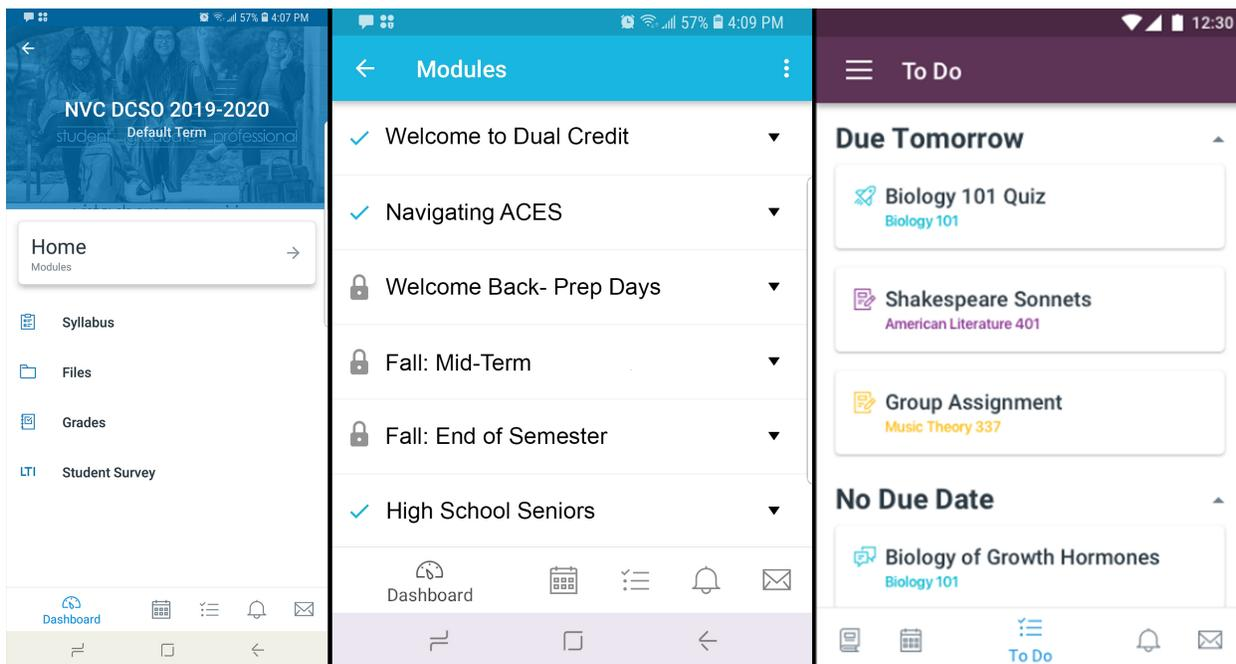 57% 4:07 PM
NVC DCSO 2019-2020
Default Term
student graduate professional
Home
Modules
Syllabus
Files
Grades
LTI Student Survey
Dashboard
57% 4:09 PM
Modules
Welcome to Dual Credit
Navigating ACES
Welcome Back- Prep Days
Fall: Mid-Term
Fall: End of Semester
High School Seniors
Dashboard
12:30
To Do
Due Tomorrow
Biology 101 Quiz
Biology 101
Shakespeare Sonnets
American Literature 401
Group Assignment
Music Theory 337
No Due Date
Biology of Growth Hormones
Biology 101
To Do